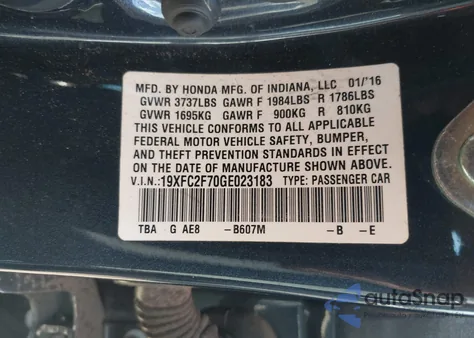 MFD. BY HONDA MFG. OF INDIANA, LLC 01/'16
GVWR 3737LBS GAWR F 1984LBS R 1786LBS
GVWR 1695KG GAWR F 900KG R 810KG
THIS VEHICLE CONFORMS TO ALL APPLICABLE
FEDERAL MOTOR VEHICLE SAFETY, BUMPER,
AND THEFT PREVENTION STANDARDS IN EFFECT
ON THE DATE OF MANUFACTURE SHOWN ABOVE.
V.I.N.: 19XFC2F70GE023183 TYPE: PASSENGER CAR
TBA G AE8 -B607M -B -E
autoSnap